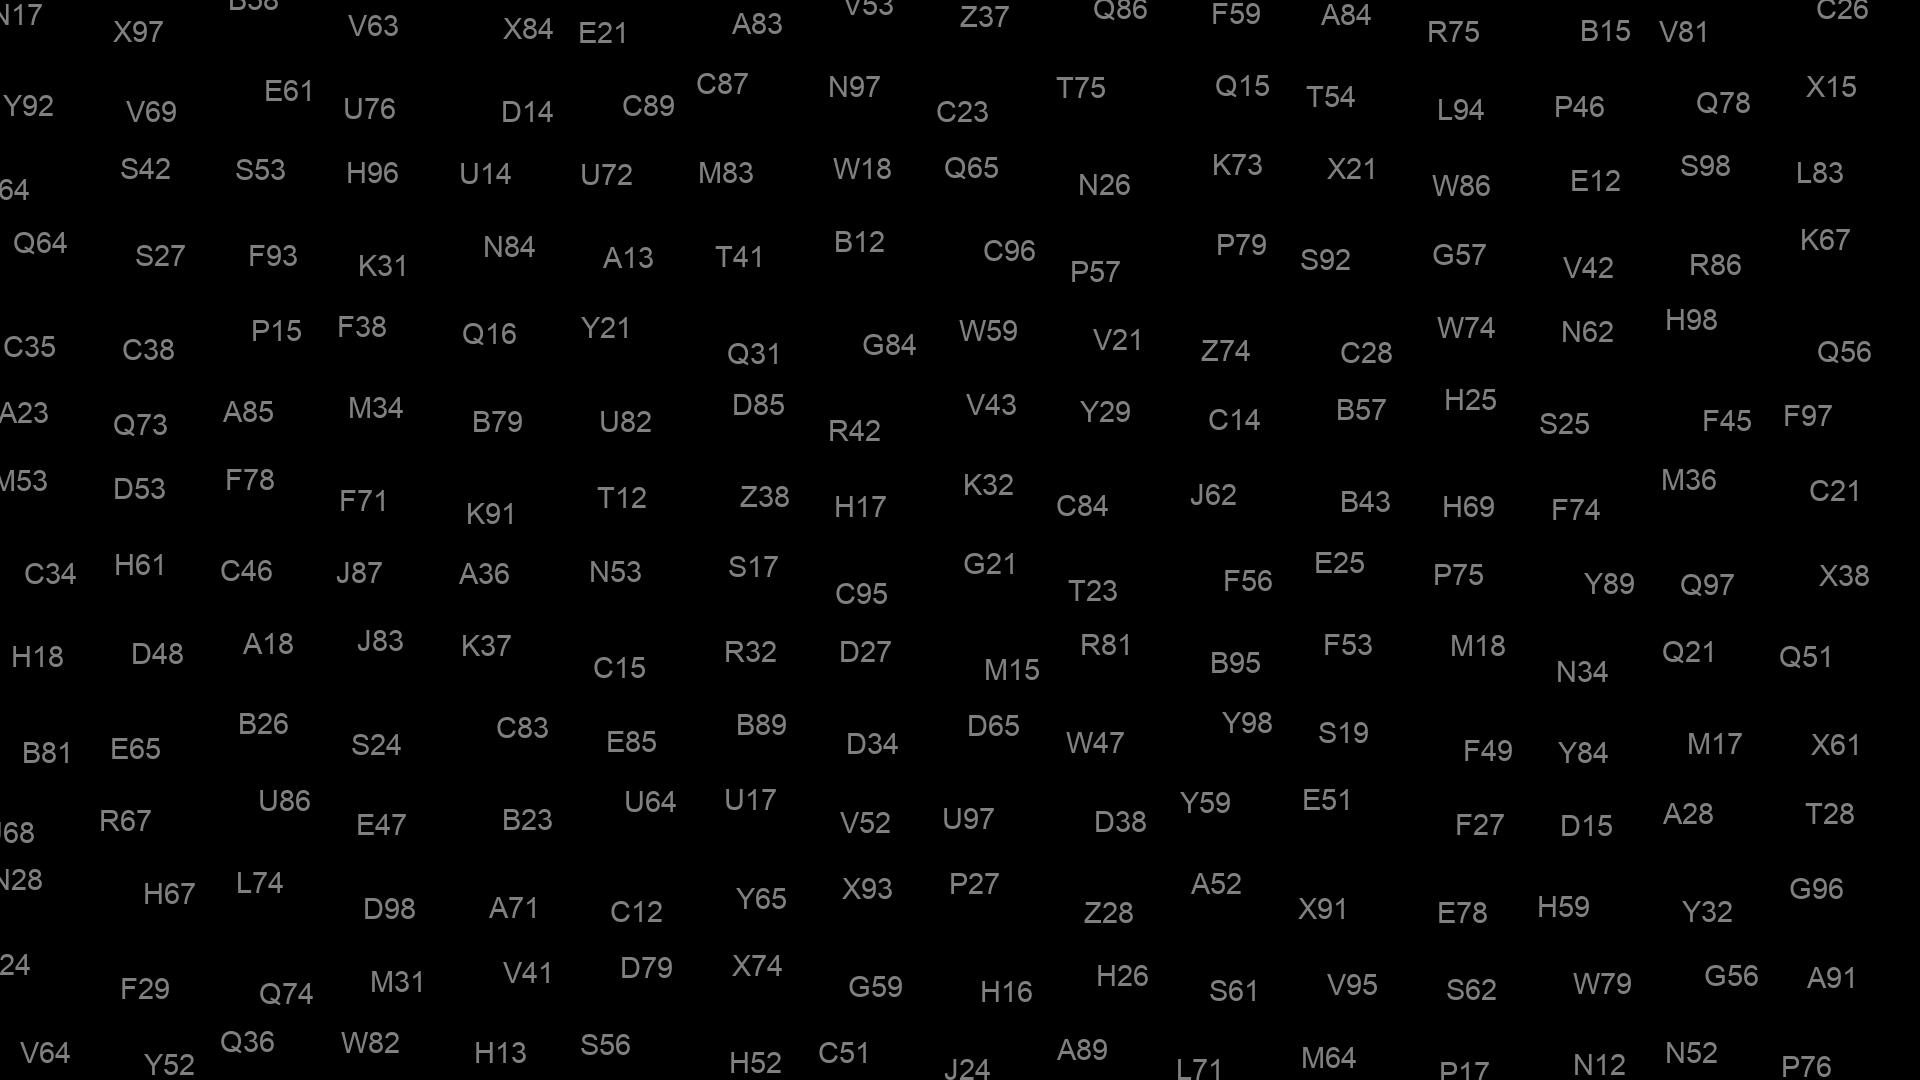 N17 X97 B58 V63 X84 E21 A83 V53 Z37 Q86 F59 A84 R75 B15 V81 C26
Y92 V69 E61 U76 D14 C89 C87 N97 C23 T75 Q15 T54 L94 P46 Q78 X15
64 S42 S53 H96 U14 U72 M83 W18 Q65 N26 K73 X21 W86 E12 S98 L83
Q64 S27 F93 K31 N84 A13 T41 B12 C96 P57 P79 S92 G57 V42 R86 K67
C35 C38 P15 F38 Q16 Y21 Q31 G84 W59 V21 Z74 C28 W74 N62 H98 Q56
A23 Q73 A85 M34 B79 U82 D85 R42 V43 Y29 C14 B57 H25 S25 F45 F97
M53 D53 F78 F71 K91 T12 Z38 H17 K32 C84 J62 B43 H69 F74 M36 C21
C34 H61 C46 J87 A36 N53 S17 C95 G21 T23 F56 E25 P75 Y89 Q97 X38
H18 D48 A18 J83 K37 C15 R32 D27 M15 R81 B95 F53 M18 N34 Q21 Q51
B81 E65 B26 S24 C83 E85 B89 D34 D65 W47 Y98 S19 F49 Y84 M17 X61
68 R67 U86 E47 B23 U64 U17 V52 U97 D38 Y59 E51 F27 D15 A28 T28
N28 H67 L74 D98 A71 C12 Y65 X93 P27 Z28 A52 X91 E78 H59 Y32 G96
24 F29 Q74 M31 V41 D79 X74 G59 H16 H26 S61 V95 S62 W79 G56 A91
V64 Y52 Q36 W82 H13 S56 H52 C51 J24 A89 L71 M64 P17 N12 N52 P76